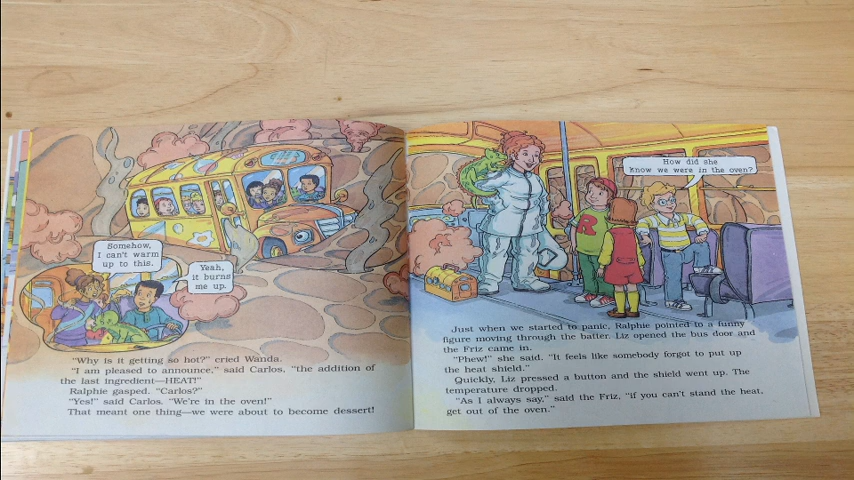 Somehow,
I can't warm
up to this.
Yeah,
it burns
me up.
"Why is it getting so hot?" cried Wanda.
"I am pleased to announce," said Carlos, "the addition of
the last ingredient—HEAT!"
Ralphie gasped. "Carlos?"
"Yes!" said Carlos. "We're in the oven!"
That meant one thing—we were about to become dessert!
How did she
know we were in the oven?
R
Just when we started to panic, Ralphie pointed to a funny
figure moving through the batter. Liz opened the bus door and
the Friz came in.
"Phew!" she said. "It feels like somebody forgot to put up
the heat shield."
Quickly, Liz pressed a button and the shield went up. The
temperature dropped.
"As I always say," said the Friz, "if you can't stand the heat,
get out of the oven."